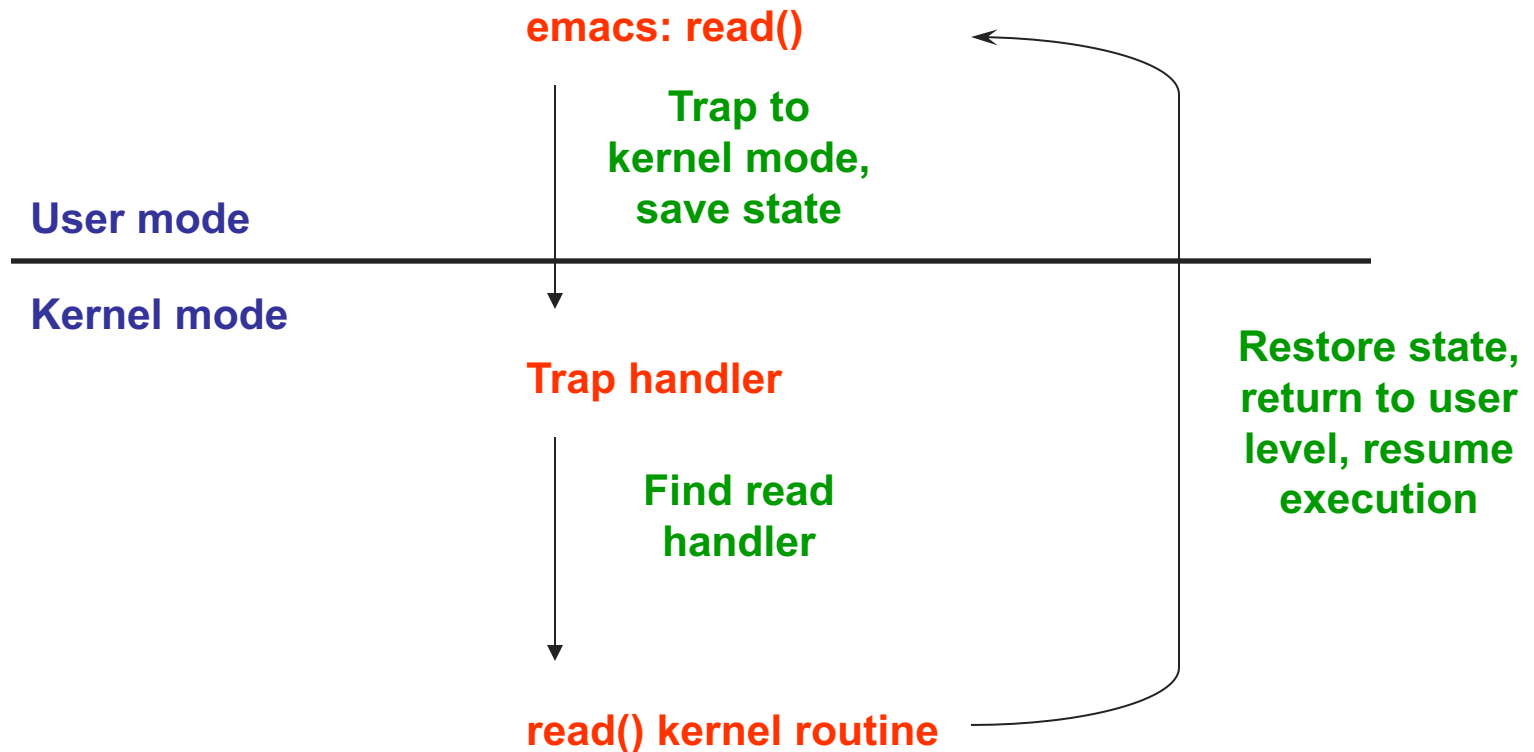 emacs: read()
Trap to
kernel mode,
save state
User mode
Kernel mode
Trap handler
Restore state,
return to user
level, resume
execution
Find read
handler
read() kernel routine